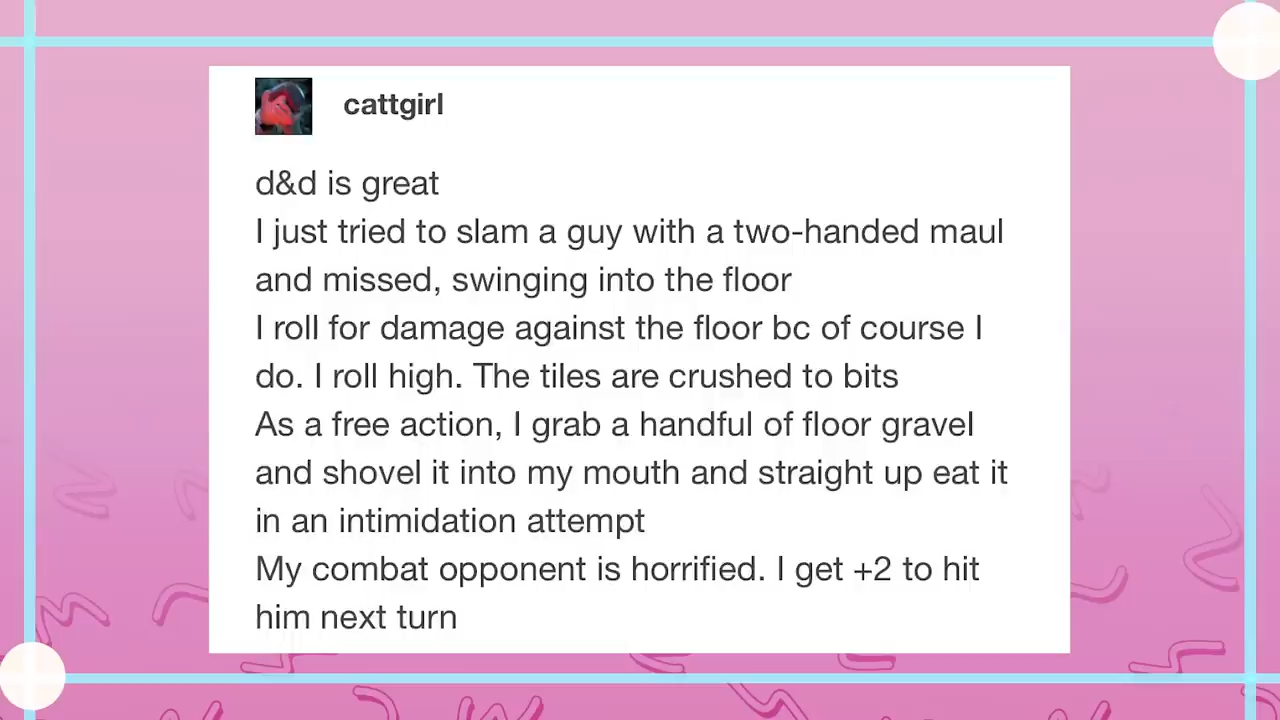 cattgirl
d&d is great
I just tried to slam a guy with a two-handed maul
and missed, swinging into the floor
I roll for damage against the floor bc of course I
do. I roll high. The tiles are crushed to bits
As a free action, I grab a handful of floor gravel
and shovel it into my mouth and straight up eat it
in an intimidation attempt
My combat opponent is horrified. I get +2 to hit
him next turn